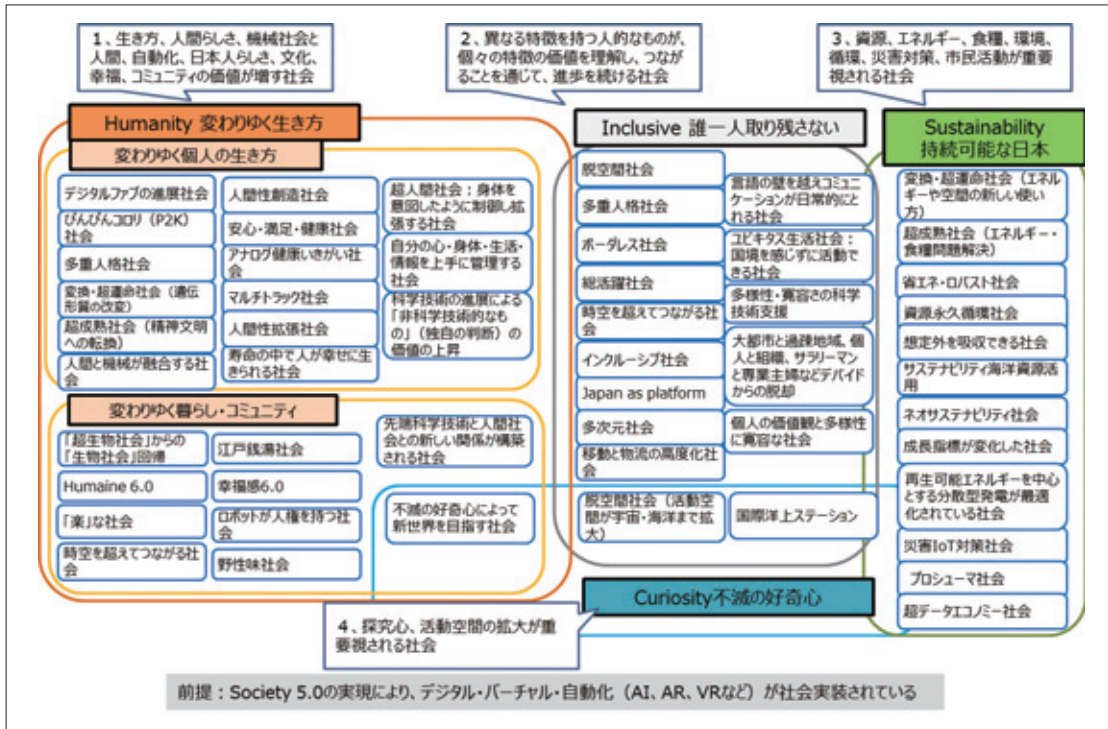 1、生き方、人間らしさ、機械社会と
人間、自動化、日本人らしさ、文化、
幸福、コミュニティの価値が増す社会
2、異なる特徴を持つ人的なものが、
個々の特徴の価値を理解し、つな
がることを通じて、進歩を続ける社会
3、資源、エネルギー、食糧、環境、
循環、災害対策、市民活動が重要
視される社会
Humanity 変わりゆく生き方
変わりゆく個人の生き方
デジタルファブの進展社会
ぴんぴんコロリ（P2K）
社会
多重人格社会
変換・超運命社会（遺伝
形質の改変）
超成熟社会（精神文明
への転換）
人間と機械が融合する社
会
人間性創造社会
安心・満足・健康社会
アナログ健康いきがい社
会
マルチトラック社会
人間性拡張社会
寿命の中で人が幸せに生
きられる社会
超人間社会：身体を
意図したように制御し拡
張する社会
自分の心・身体・生活・
情報を上手に管理する
社会
科学技術の進展による
「非科学技術的なも
の」（独自の判断）の
価値の上昇
変わりゆく暮らし・コミュニティ
「超生物社会」からの
「生物社会」回帰
Humaine 6.0
「楽」な社会
時空を超えてつながる社
会
江戸銭湯社会
幸福感6.0
ロボットが人権を持つ社
会
野性味社会
先端科学技術と人間社
会との新しい関係が構築
される社会
不滅の好奇心によって
新世界を目指す社会
Inclusive 誰一人取り残さない
脱空間社会
多重人格社会
ボーダレス社会
総活躍社会
時空を超えてつながる社
会
インクルーシブ社会
Japan as platform
多次元社会
移動と物流の高度化社会
脱空間社会（活動空
間が宇宙・海洋まで拡
大）
言語の壁を越えコミュニ
ケーションが日常的にと
れる社会
ユビキタス生活社会：
国境を感じずに活動で
きる社会
多様性・寛容さの科学
技術支援
大都市と過疎地域、個
人と組織、サラリーマン
と専業主婦などデバイド
からの脱却
個人の価値観と多様性
に寛容な社会
国際洋上ステーション
Sustainability
持続可能な日本
変換・超運命社会（エネル
ギーや空間の新しい使い
方）
超成熟社会（エネルギー・
食糧問題解決）
省エネ・ロバスト社会
資源永久循環社会
想定外を吸収できる社会
サステナビリティ海洋資源活
用
ネオサステナビリティ社会
成長指標が変化した社会
再生可能エネルギーを中心
とする分散型発電が最適
化されている社会
災害IoT対策社会
プロシューマ社会
超データエコノミー社会
Curiosity不滅の好奇心
4、探究心、活動空間の拡大が重
要視される社会
前提：Society 5.0の実現により、デジタル・バーチャル・自動化（AI、AR、VRなど）が社会実装されている